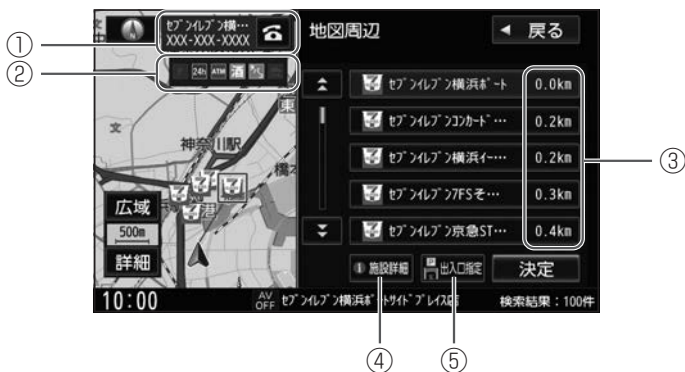 ①
セブンイレブン横…
XXX-XXX-XXXX
地図周辺
戻る
②
24h ATM 酒
セブンイレブン横浜ポート 0.0km
セブンイレブンコンカード… 0.2km
セブンイレブン横浜イー… 0.2km
セブンイレブン7FSそ… 0.3km
セブンイレブン京急ST… 0.4km
③
文
東
文
神奈川駅
橋本
港
広域
500m
詳細
施設詳細
P 出入口指定
決定
10:00
AV
OFF
セブンイレブン横浜ポートサイドプレイス店
検索結果：100件
④
⑤